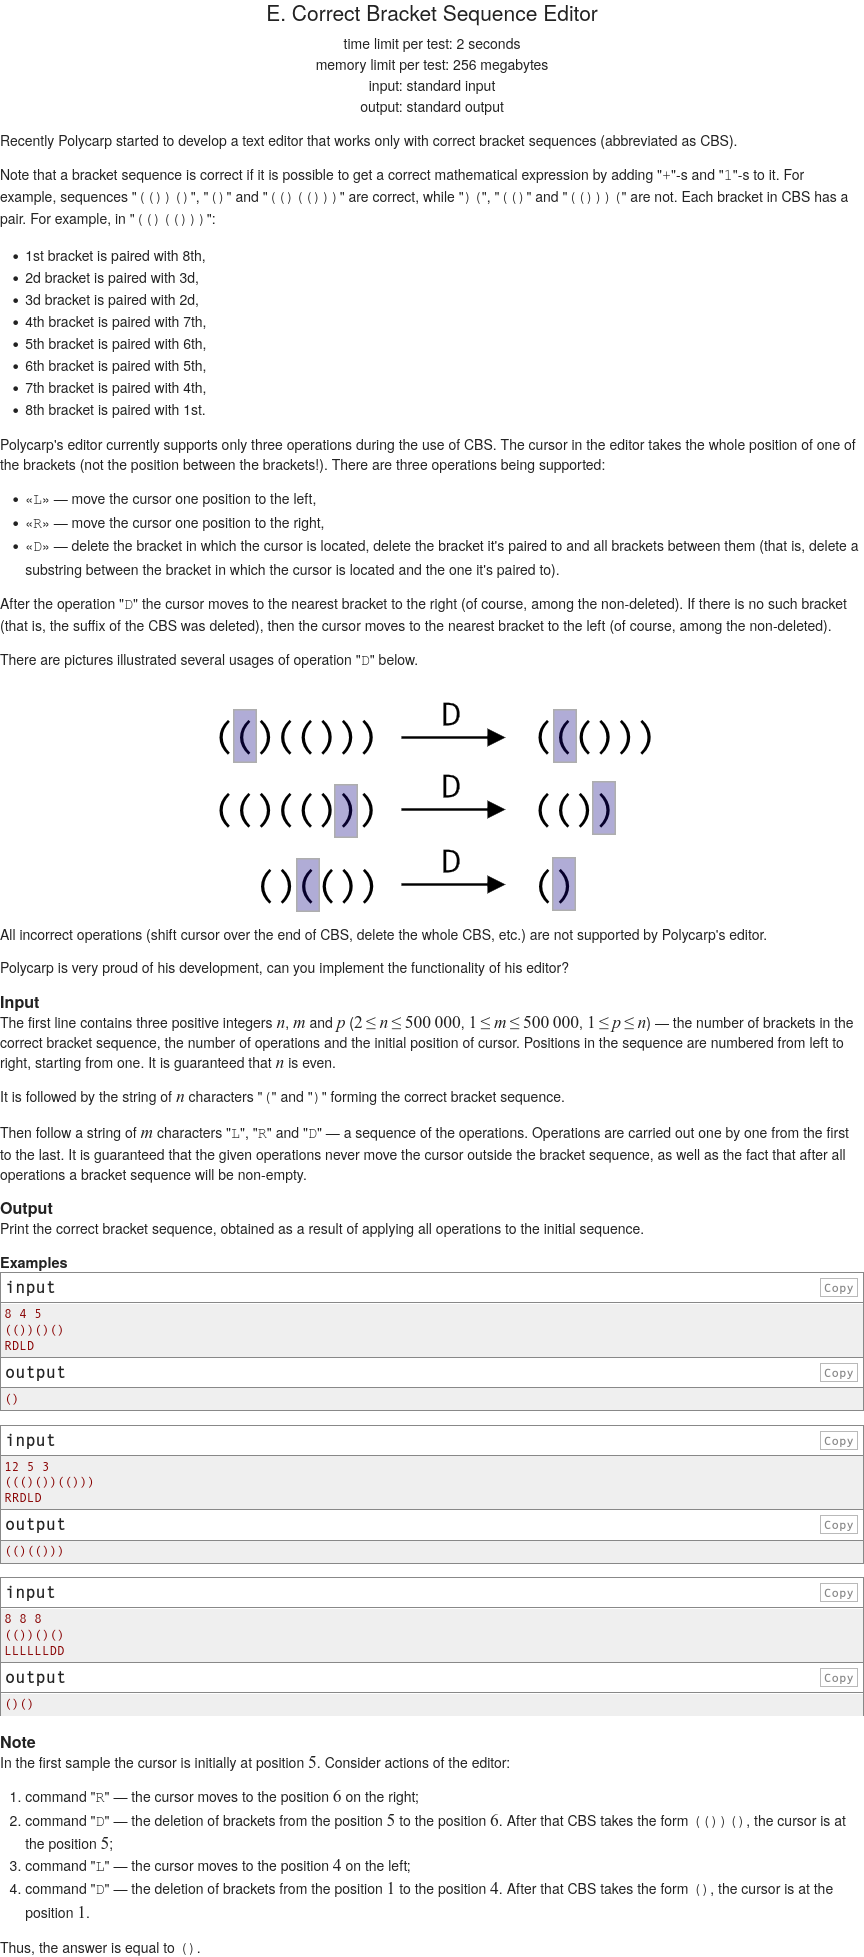 E. Correct Bracket Sequence Editor
time limit per test: 2 seconds
memory limit per test: 256 megabytes
input: standard input
output: standard output
Recently Polycarp started to develop a text editor that works only with correct bracket sequences (abbreviated as CBS).
Note that a bracket sequence is correct if it is possible to get a correct mathematical expression by adding "+"-s and "1"-s to it. For
example, sequences "(())()", "()" and "(()(()))" are correct, while ")(", "(()" and "(()))(" are not. Each bracket in CBS has a
pair. For example, in "(()(()))":
• 1st bracket is paired with 8th,
• 2d bracket is paired with 3d,
• 3d bracket is paired with 2d,
• 4th bracket is paired with 7th,
• 5th bracket is paired with 6th,
• 6th bracket is paired with 5th,
• 7th bracket is paired with 4th,
• 8th bracket is paired with 1st.
Polycarp's editor currently supports only three operations during the use of CBS. The cursor in the editor takes the whole position of one of
the brackets (not the position between the brackets!). There are three operations being supported:
• «L» — move the cursor one position to the left,
• «R» — move the cursor one position to the right,
• «D» — delete the bracket in which the cursor is located, delete the bracket it's paired to and all brackets between them (that is, delete a
substring between the bracket in which the cursor is located and the one it's paired to).
After the operation "D" the cursor moves to the nearest bracket to the right (of course, among the non-deleted). If there is no such bracket
(that is, the suffix of the CBS was deleted), then the cursor moves to the nearest bracket to the left (of course, among the non-deleted).
There are pictures illustrated several usages of operation "D" below.
(()(())) D ((()))
(()(())) D (())
()(()) D ()
All incorrect operations (shift cursor over the end of CBS, delete the whole CBS, etc.) are not supported by Polycarp's editor.
Polycarp is very proud of his development, can you implement the functionality of his editor?
Input
The first line contains three positive integers n, m and p (2 ≤ n ≤ 500 000, 1 ≤ m ≤ 500 000, 1 ≤ p ≤ n) — the number of brackets in the
correct bracket sequence, the number of operations and the initial position of cursor. Positions in the sequence are numbered from left to
right, starting from one. It is guaranteed that n is even.
It is followed by the string of n characters "(" and ")" forming the correct bracket sequence.
Then follow a string of m characters "L", "R" and "D" — a sequence of the operations. Operations are carried out one by one from the first
to the last. It is guaranteed that the given operations never move the cursor outside the bracket sequence, as well as the fact that after all
operations a bracket sequence will be non-empty.
Output
Print the correct bracket sequence, obtained as a result of applying all operations to the initial sequence.
Examples
input Copy
8 4 5
(())()()
RDLD
output Copy
()
input Copy
12 5 3
((()())(()))
RRDLD
output Copy
(()(()))
input Copy
8 8 8
(())()()
LLLLLLDD
output Copy
()()
Note
In the first sample the cursor is initially at position 5. Consider actions of the editor:
1. command "R" — the cursor moves to the position 6 on the right;
2. command "D" — the deletion of brackets from the position 5 to the position 6. After that CBS takes the form (())(), the cursor is at
the position 5;
3. command "L" — the cursor moves to the position 4 on the left;
4. command "D" — the deletion of brackets from the position 1 to the position 4. After that CBS takes the form (), the cursor is at the
position 1.
Thus, the answer is equal to ().